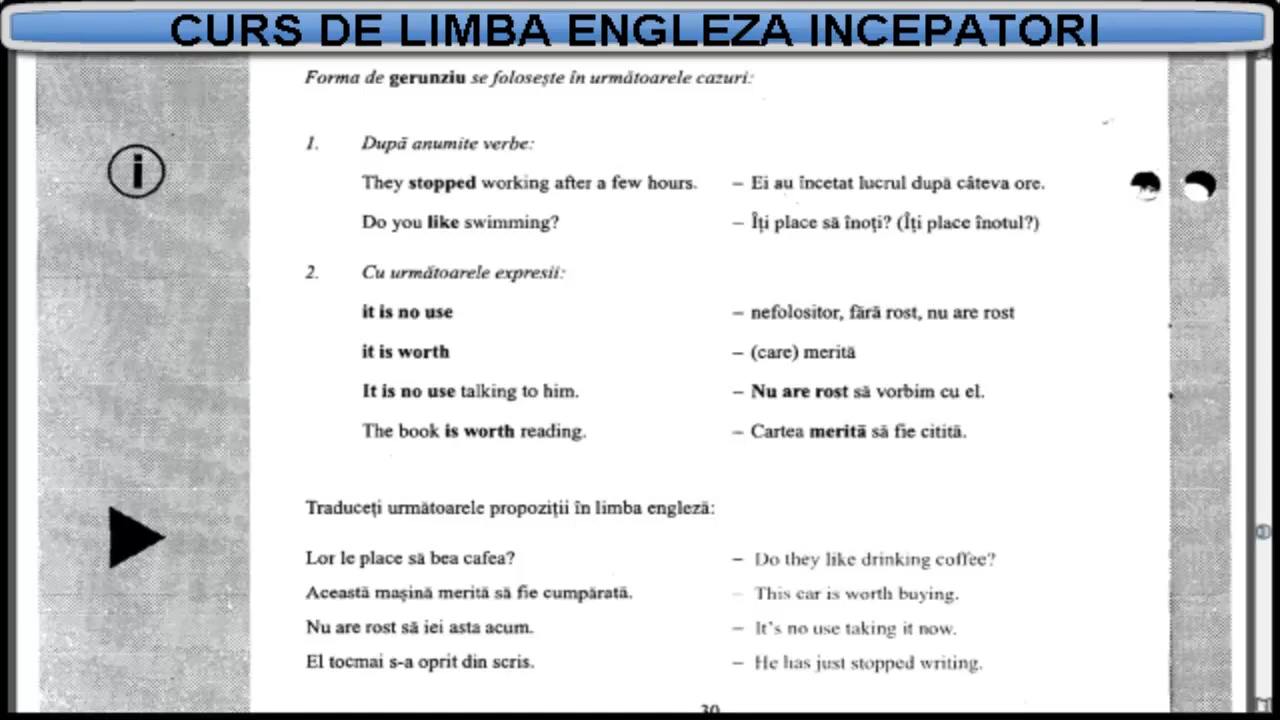 CURS DE LIMBA ENGLEZA INCEPATORI
Forma de gerunziu se folosește în următoarele cazuri:
1. După anumite verbe:
They stopped working after a few hours. – Ei au încetat lucrul după câteva ore.
Do you like swimming? – Îți place să înoți? (Îți place înotul?)
2. Cu următoarele expresii:
it is no use – nefolositor, fără rost, nu are rost
it is worth – (care) merită
It is no use talking to him. – Nu are rost să vorbim cu el.
The book is worth reading. – Cartea merită să fie citită.
Traduceți următoarele propoziții în limba engleză:
Lor le place să bea cafea? – Do they like drinking coffee?
Această mașină merită să fie cumpărată. – This car is worth buying.
Nu are rost să iei asta acum. – It's no use taking it now.
El tocmai s-a oprit din scris. – He has just stopped writing.
30